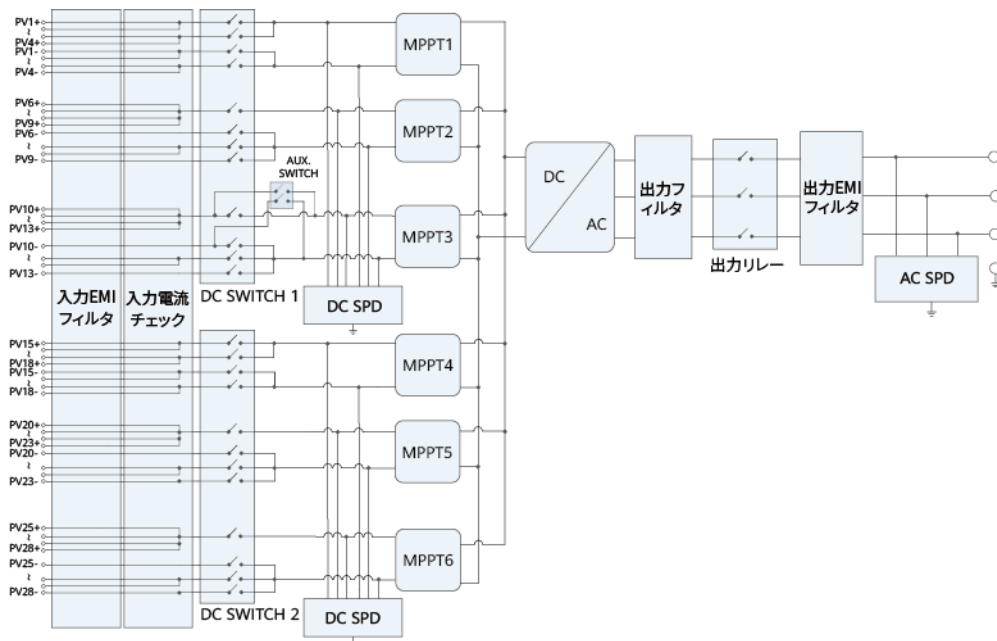 PV1+
~
PV4+
PV1-
~
PV4-
PV6+
~
PV9+
PV6-
~
PV9-
PV10+
~
PV13+
PV10-
~
PV13-
入力EMI
フィルタ
入力電流
チェック
DC SWITCH 1
AUX.
SWITCH
DC SPD
MPPT1
MPPT2
MPPT3
PV15+
~
PV18+
PV15-
~
PV18-
PV20+
~
PV23+
PV20-
~
PV23-
PV25+
~
PV28+
PV25-
~
PV28-
DC SWITCH 2
DC SPD
MPPT4
MPPT5
MPPT6
DC
AC
出力フ
ィルタ
出力リレー
出力EMI
フィルタ
AC SPD